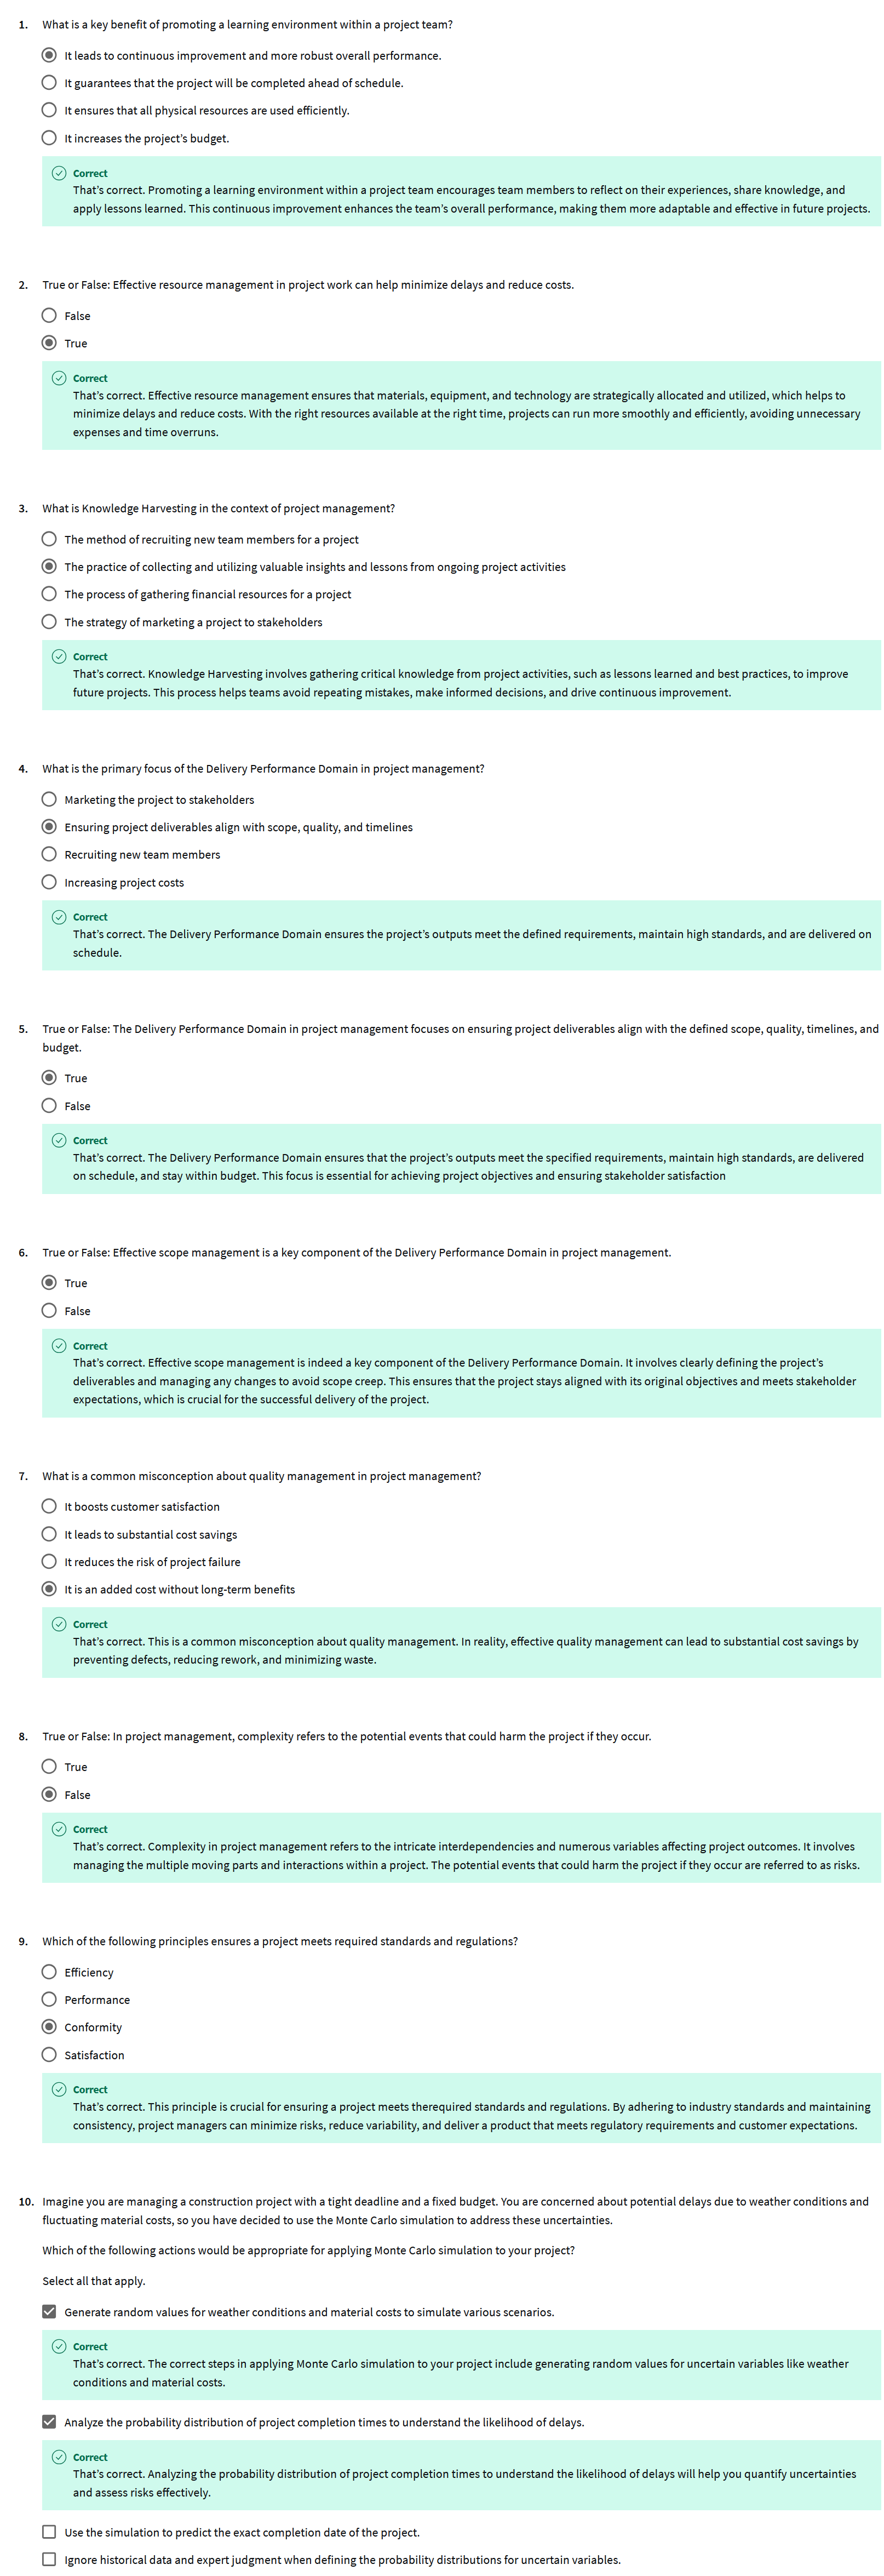 1. What is a key benefit of promoting a learning environment within a project team?
It leads to continuous improvement and more robust overall performance.
It guarantees that the project will be completed ahead of schedule.
It ensures that all physical resources are used efficiently.
It increases the project's budget.
Correct
That's correct. Promoting a learning environment within a project team encourages team members to reflect on their experiences, share knowledge, and
apply lessons learned. This continuous improvement enhances the team's overall performance, making them more adaptable and effective in future projects.
2. True or False: Effective resource management in project work can help minimize delays and reduce costs.
False
True
Correct
That's correct. Effective resource management ensures that materials, equipment, and technology are strategically allocated and utilized, which helps to
minimize delays and reduce costs. With the right resources available at the right time, projects can run more smoothly and efficiently, avoiding unnecessary
expenses and time overruns.
3. What is Knowledge Harvesting in the context of project management?
The method of recruiting new team members for a project
The practice of collecting and utilizing valuable insights and lessons from ongoing project activities
The process of gathering financial resources for a project
The strategy of marketing a project to stakeholders
Correct
That's correct. Knowledge Harvesting involves gathering critical knowledge from project activities, such as lessons learned and best practices, to improve
future projects. This process helps teams avoid repeating mistakes, make informed decisions, and drive continuous improvement.
4. What is the primary focus of the Delivery Performance Domain in project management?
Marketing the project to stakeholders
Ensuring project deliverables align with scope, quality, and timelines
Recruiting new team members
Increasing project costs
Correct
That's correct. The Delivery Performance Domain ensures the project's outputs meet the defined requirements, maintain high standards, and are delivered on
schedule.
5. True or False: The Delivery Performance Domain in project management focuses on ensuring project deliverables align with the defined scope, quality, timelines, and
budget.
True
False
Correct
That's correct. The Delivery Performance Domain ensures that the project's outputs meet the specified requirements, maintain high standards, are delivered
on schedule, and stay within budget. This focus is essential for achieving project objectives and ensuring stakeholder satisfaction
6. True or False: Effective scope management is a key component of the Delivery Performance Domain in project management.
True
False
Correct
That's correct. Effective scope management is indeed a key component of the Delivery Performance Domain. It involves clearly defining the project's
deliverables and managing any changes to avoid scope creep. This ensures that the project stays aligned with its original objectives and meets stakeholder
expectations, which is crucial for the successful delivery of the project.
7. What is a common misconception about quality management in project management?
It boosts customer satisfaction
It leads to substantial cost savings
It reduces the risk of project failure
It is an added cost without long-term benefits
Correct
That's correct. This is a common misconception about quality management. In reality, effective quality management can lead to substantial cost savings by
preventing defects, reducing rework, and minimizing waste.
8. True or False: In project management, complexity refers to the potential events that could harm the project if they occur.
True
False
Correct
That's correct. Complexity in project management refers to the intricate interdependencies and numerous variables affecting project outcomes. It involves
managing the multiple moving parts and interactions within a project. The potential events that could harm the project if they occur are referred to as risks.
9. Which of the following principles ensures a project meets required standards and regulations?
Efficiency
Performance
Conformity
Satisfaction
Correct
That's correct. This principle is crucial for ensuring a project meets therequired standards and regulations. By adhering to industry standards and maintaining
consistency, project managers can minimize risks, reduce variability, and deliver a product that meets regulatory requirements and customer expectations.
10. Imagine you are managing a construction project with a tight deadline and a fixed budget. You are concerned about potential delays due to weather conditions and
fluctuating material costs, so you have decided to use the Monte Carlo simulation to address these uncertainties.
Which of the following actions would be appropriate for applying Monte Carlo simulation to your project?
Select all that apply.
Generate random values for weather conditions and material costs to simulate various scenarios.
Correct
That's correct. The correct steps in applying Monte Carlo simulation to your project include generating random values for uncertain variables like weather
conditions and material costs.
Analyze the probability distribution of project completion times to understand the likelihood of delays.
Correct
That's correct. Analyzing the probability distribution of project completion times to understand the likelihood of delays will help you quantify uncertainties
and assess risks effectively.
Use the simulation to predict the exact completion date of the project.
Ignore historical data and expert judgment when defining the probability distributions for uncertain variables.